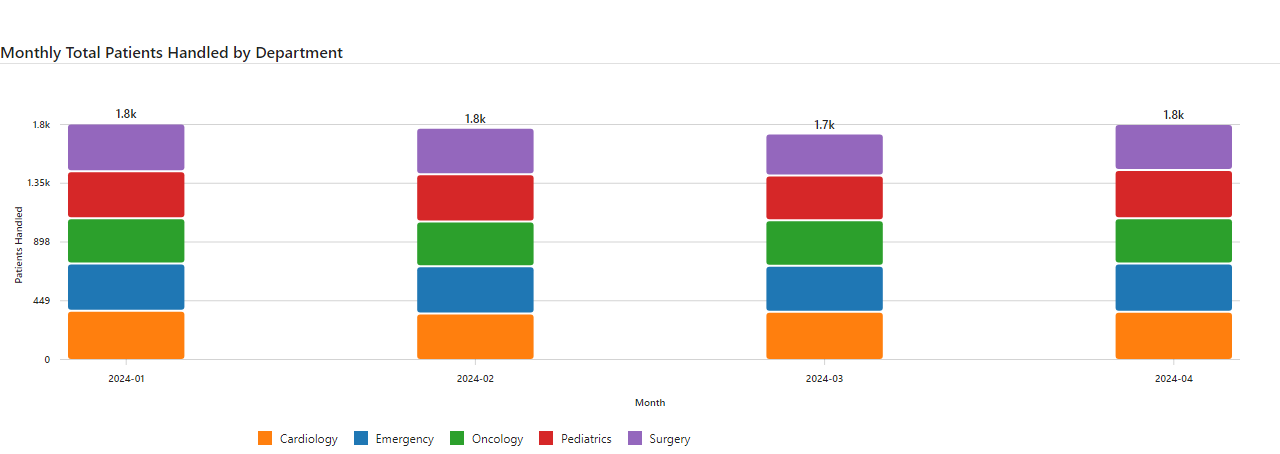 Monthly Total Patients Handled by Department
1.8k 1.8k 1.7k 1.8k
1.8k
1.35k
898
449
0
Patients Handled
2024-01 2024-02 2024-03 2024-04
Month
Cardiology Emergency Oncology Pediatrics Surgery